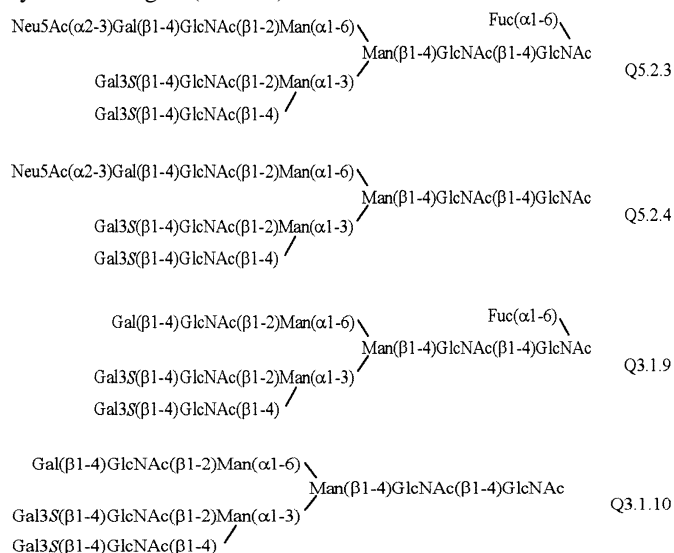 Neu5Ac(α2-3)Gal(β1-4)GlcNAc(β1-2)Man(α1-6) Fuc(α1-6)
Man(β1-4)GlcNAc(β1-4)GlcNAc
Q5.2.3
Gal3S(β1-4)GlcNAc(β1-2)Man(α1-3)
Gal3S(β1-4)GlcNAc(β1-4)
Neu5Ac(α2-3)Gal(β1-4)GlcNAc(β1-2)Man(α1-6)
Man(β1-4)GlcNAc(β1-4)GlcNAc
Q5.2.4
Gal3S(β1-4)GlcNAc(β1-2)Man(α1-3)
Gal3S(β1-4)GlcNAc(β1-4)
Gal(β1-4)GlcNAc(β1-2)Man(α1-6) Fuc(α1-6)
Man(β1-4)GlcNAc(β1-4)GlcNAc
Q3.1.9
Gal3S(β1-4)GlcNAc(β1-2)Man(α1-3)
Gal3S(β1-4)GlcNAc(β1-4)
Gal(β1-4)GlcNAc(β1-2)Man(α1-6)
Man(β1-4)GlcNAc(β1-4)GlcNAc
Q3.1.10
Gal3S(β1-4)GlcNAc(β1-2)Man(α1-3)
Gal3S(β1-4)GlcNAc(β1-4)